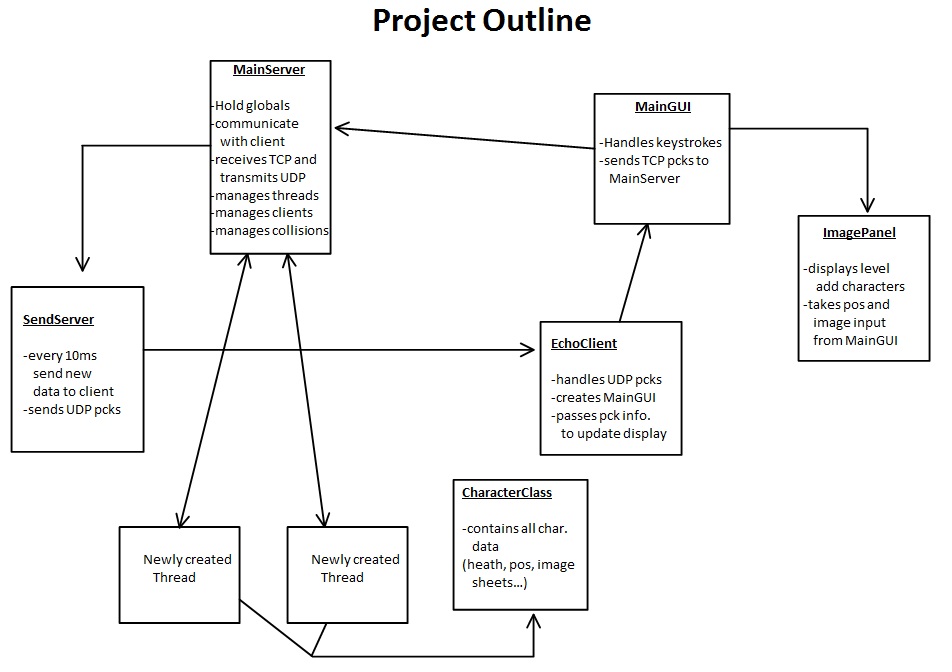 Project Outline
MainServer
-Hold globals
-communicate
with client
-receives TCP and
transmits UDP
-manages threads
-manages clients
-manages collisions
MainGUI
-Handles keystrokes
-sends TCP pcks to
MainServer
ImagePanel
-displays level
add characters
-takes pos and
image input
from MainGUI
SendServer
-every 10ms
send new
data to client
-sends UDP pcks
EchoClient
-handles UDP pcks
-creates MainGUI
-passes pck info.
to update display
CharacterClass
-contains all char.
data
(heath, pos, image
sheets...)
Newly created
Thread
Newly created
Thread